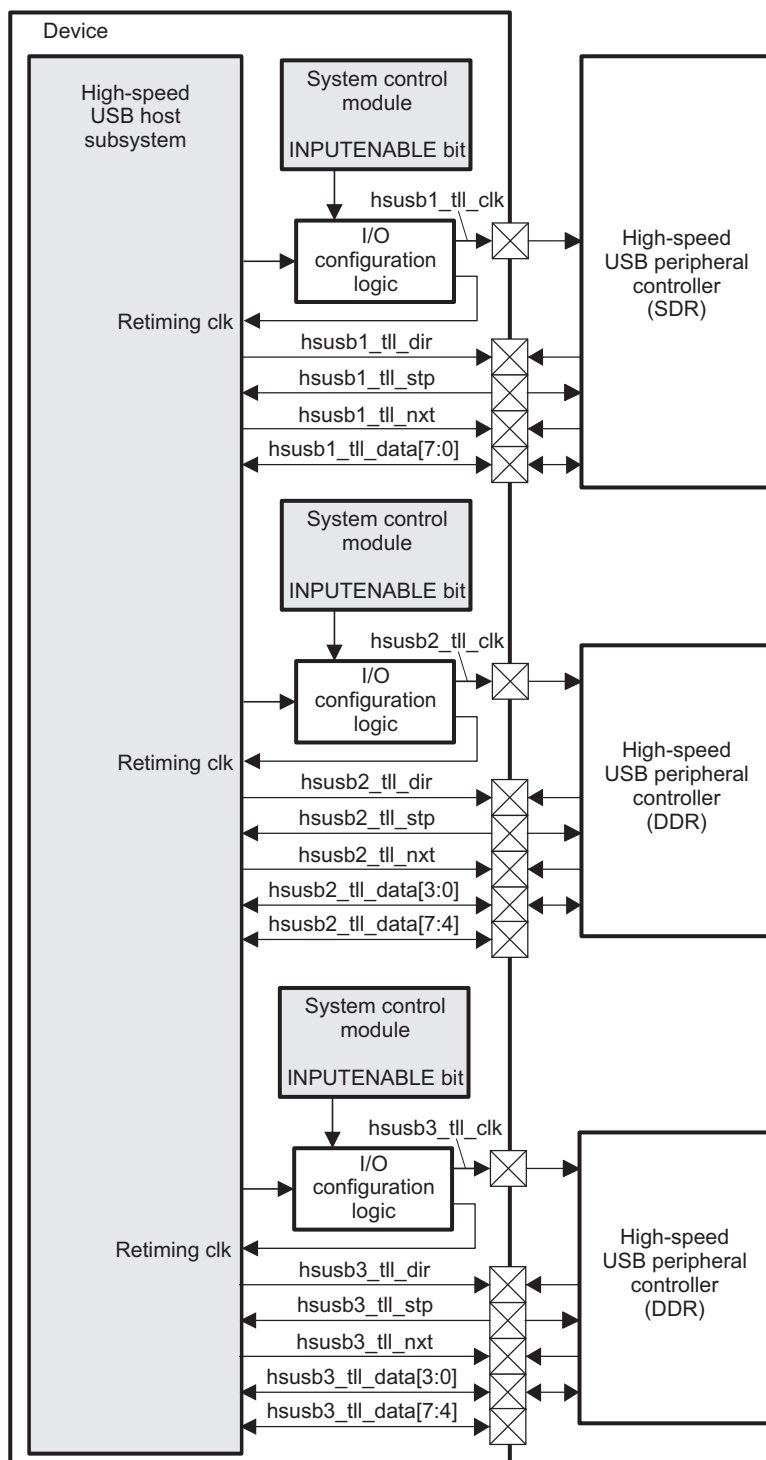 Device
High-speed
USB host
subsystem
System control
module
INPUTENABLE bit
hsusb1_tll_clk
I/O
configuration
logic
Retiming clk
hsusb1_tll_dir
hsusb1_tll_stp
hsusb1_tll_nxt
hsusb1_tll_data[7:0]
High-speed
USB peripheral
controller
(SDR)
System control
module
INPUTENABLE bit
hsusb2_tll_clk
I/O
configuration
logic
Retiming clk
hsusb2_tll_dir
hsusb2_tll_stp
hsusb2_tll_nxt
hsusb2_tll_data[3:0]
hsusb2_tll_data[7:4]
High-speed
USB peripheral
controller
(DDR)
System control
module
INPUTENABLE bit
hsusb3_tll_clk
I/O
configuration
logic
Retiming clk
hsusb3_tll_dir
hsusb3_tll_stp
hsusb3_tll_nxt
hsusb3_tll_data[3:0]
hsusb3_tll_data[7:4]
High-speed
USB peripheral
controller
(DDR)